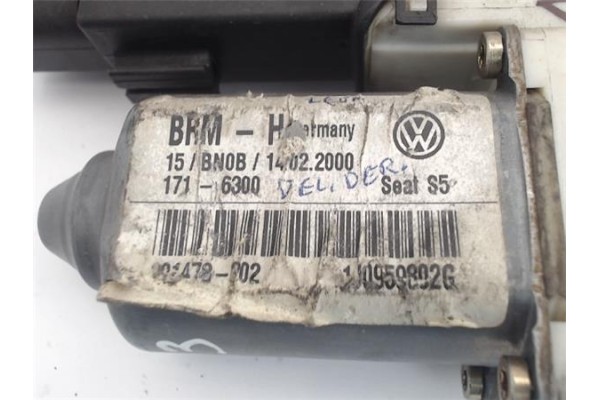 BRM - H Germany
15/BN0B/14.02.2000
171 - 6300 DEL.DER. Seat S5
1J0959802G